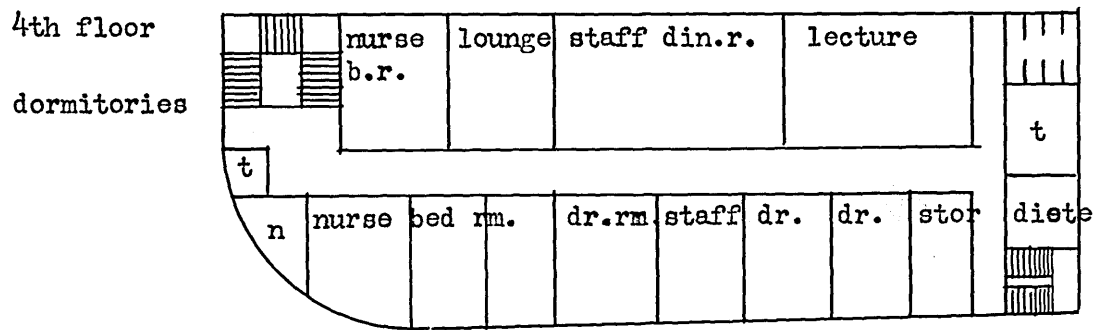 4th floor
dormitories
nurse
b.r.
lounge
staff din.r.
lecture
t
t
n
nurse
bed rm.
dr.rm.
staff
dr.
dr.
stor
diete